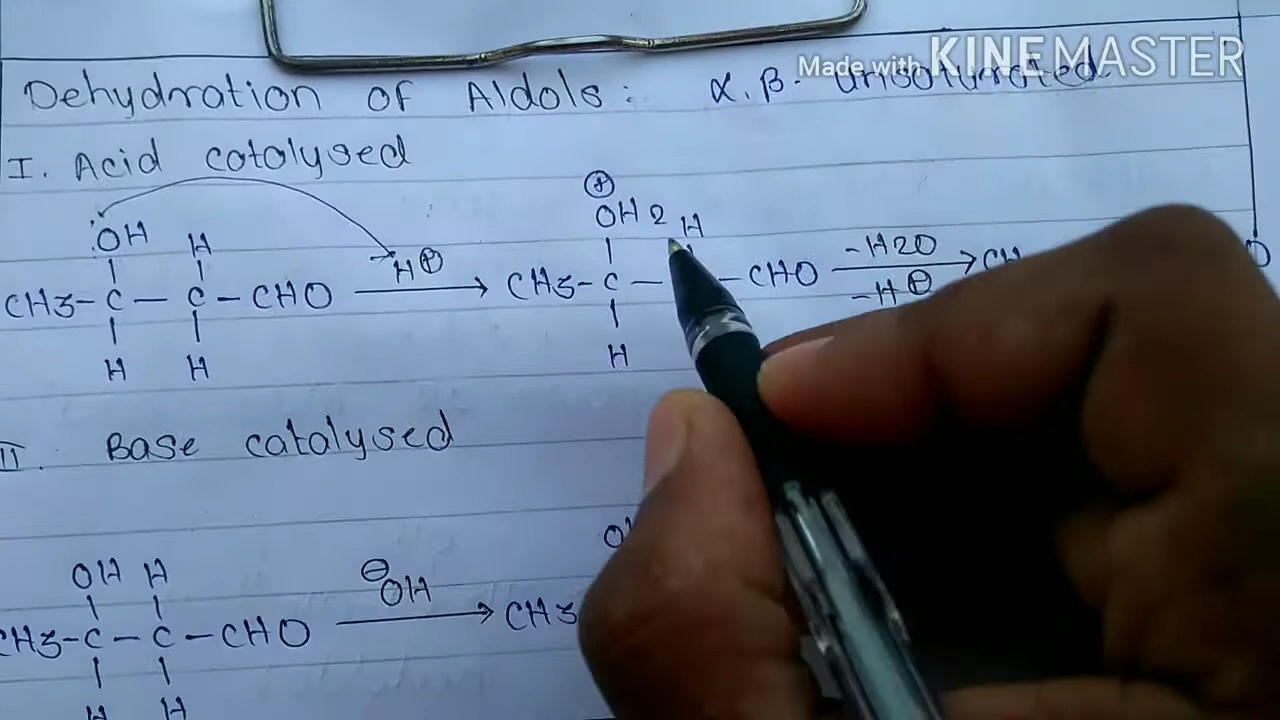 Made with KINEMASTER
Dehydration of Aldols: α.β- Unsaturated
I. Acid catalysed
⊕
:OH H OH2 H
H⊕ -H2O
CH3-C-C-CHO → CH3-C- -CHO → CH
-H⊕
H H H
II. Base catalysed
OH H ⊖OH
CH3-C-C-CHO → CH3
H H